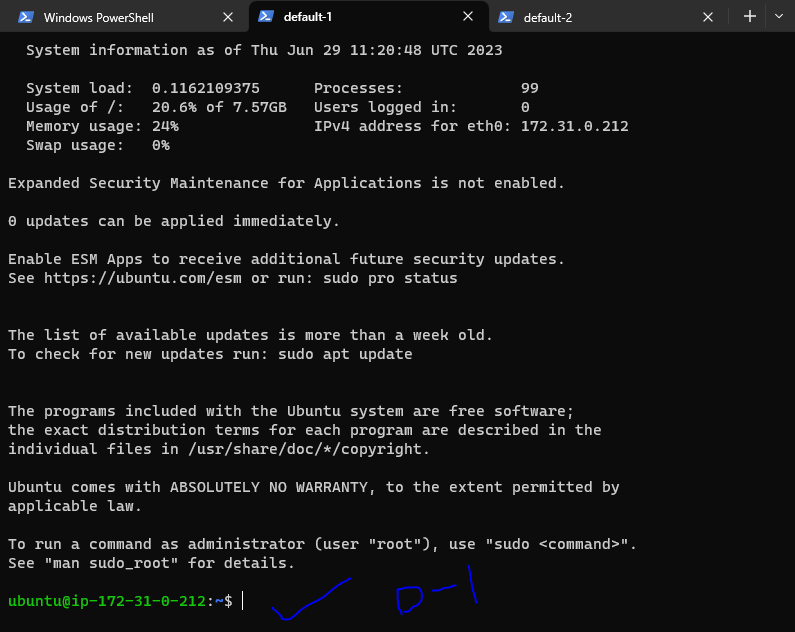 Windows PowerShell default-1 default-2
System information as of Thu Jun 29 11:20:48 UTC 2023
System load: 0.1162109375 Processes: 99
Usage of /: 20.6% of 7.57GB Users logged in: 0
Memory usage: 24% IPv4 address for eth0: 172.31.0.212
Swap usage: 0%
Expanded Security Maintenance for Applications is not enabled.
0 updates can be applied immediately.
Enable ESM Apps to receive additional future security updates.
See https://ubuntu.com/esm or run: sudo pro status
The list of available updates is more than a week old.
To check for new updates run: sudo apt update
The programs included with the Ubuntu system are free software;
the exact distribution terms for each program are described in the
individual files in /usr/share/doc/*/copyright.
Ubuntu comes with ABSOLUTELY NO WARRANTY, to the extent permitted by
applicable law.
To run a command as administrator (user "root"), use "sudo <command>".
See "man sudo_root" for details.
ubuntu@ip-172-31-0-212:~$ D-1